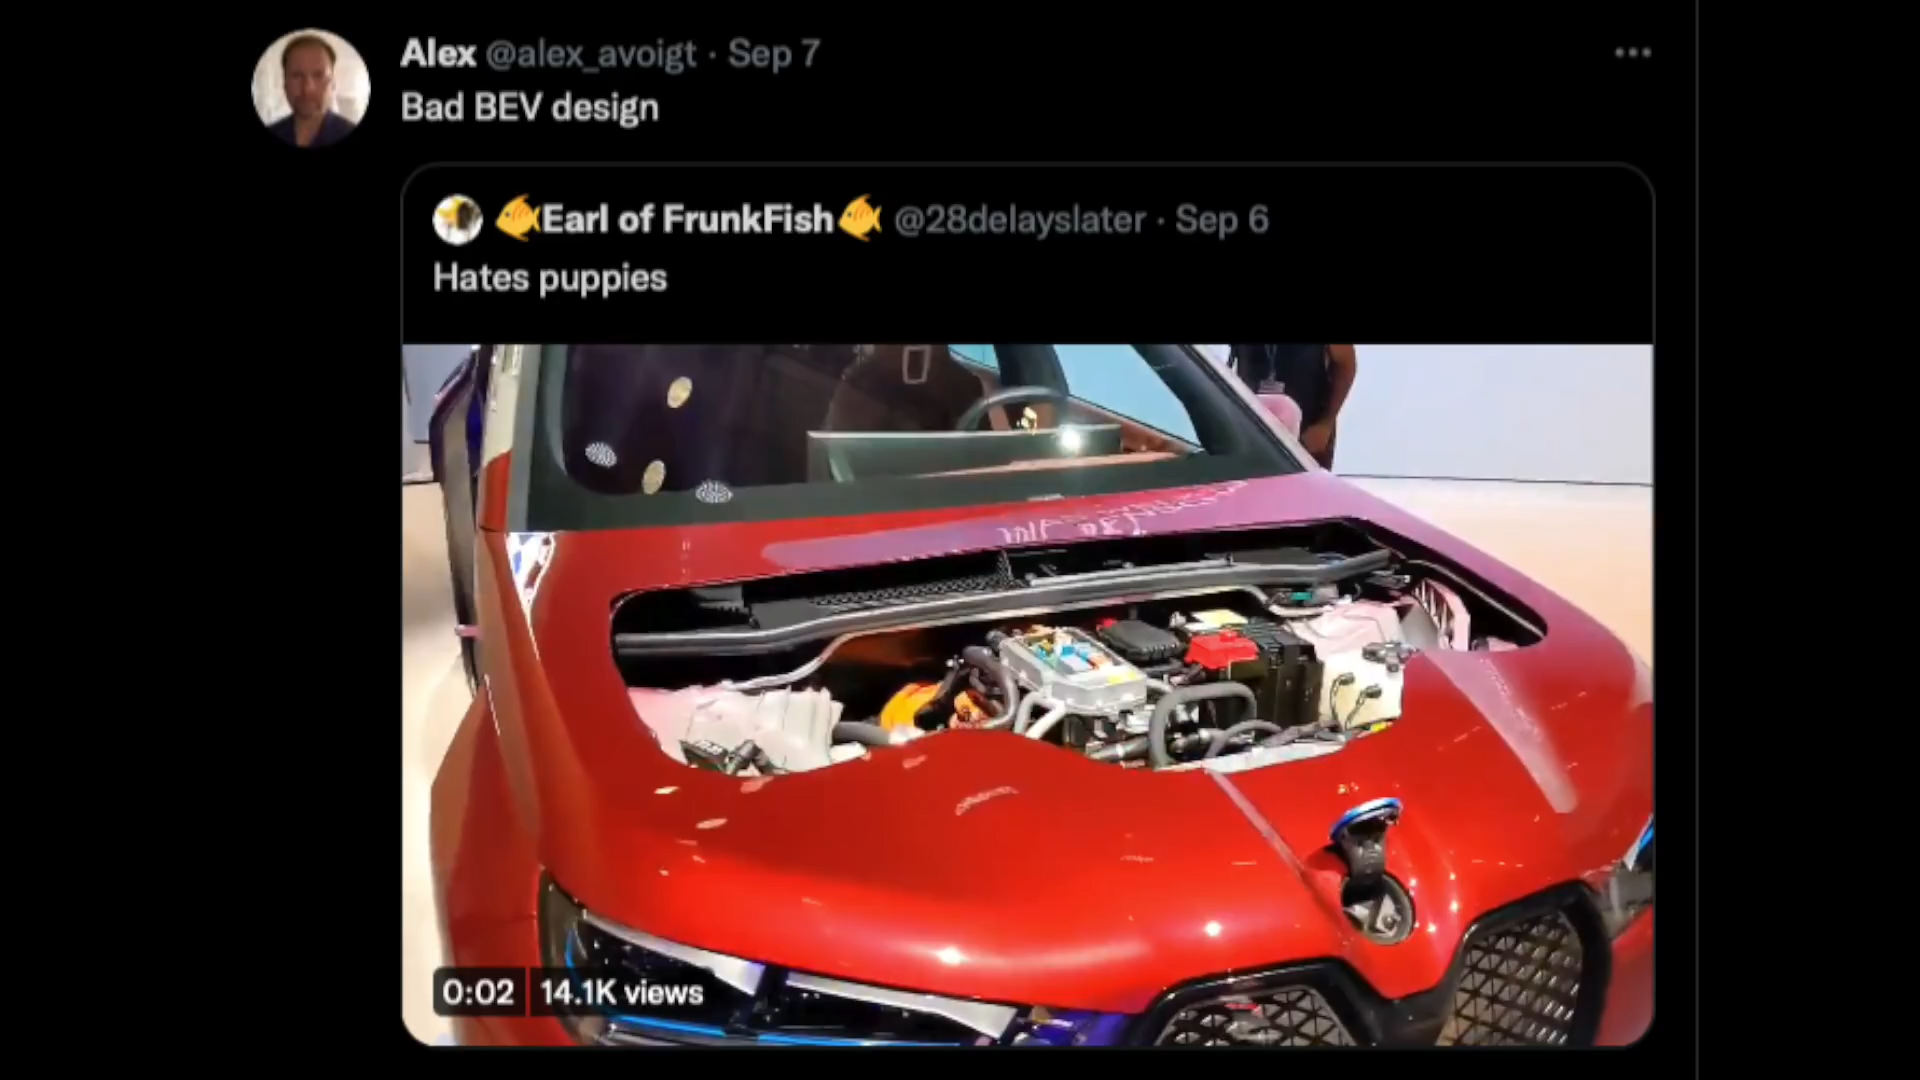 Alex @alex_avoigt · Sep 7
Bad BEV design
🐠Earl of FrunkFish🐠 @28delayslater · Sep 6
Hates puppies
0:02 14.1K views